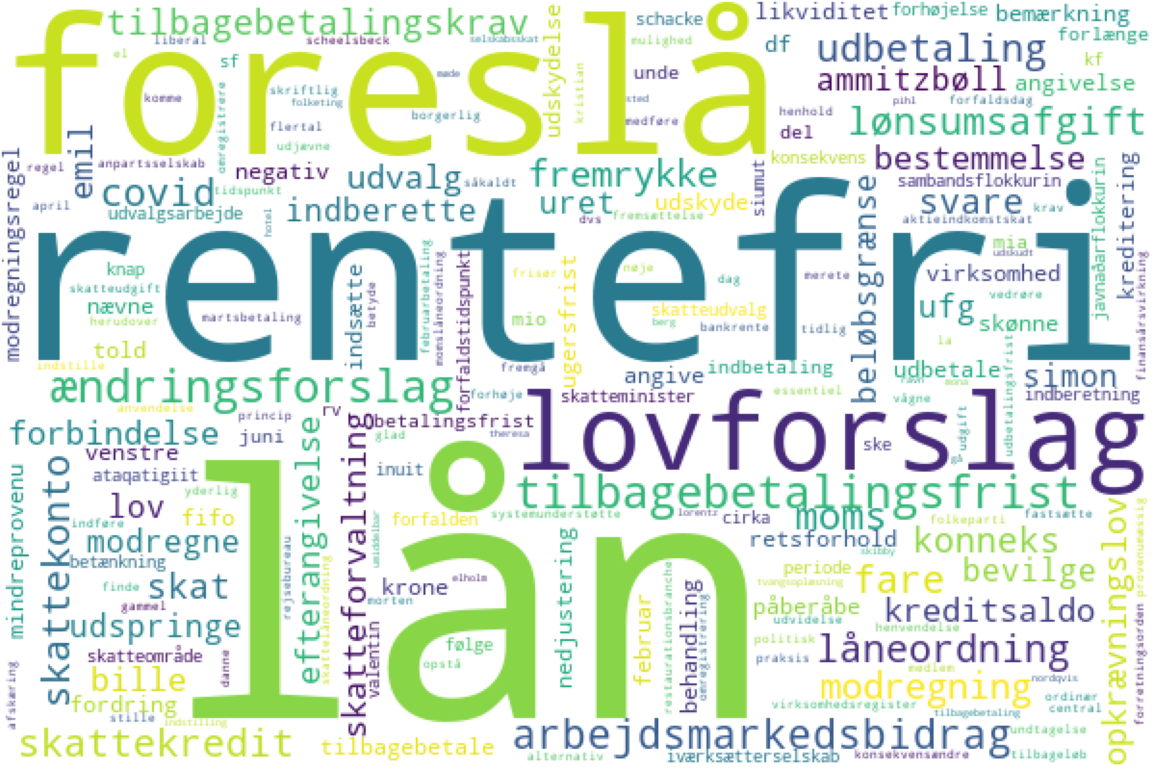 foreslå
rentefri
lån
lovforslag
tilbagebetalingskrav
liberal
scheelsbeck
selskabsskat
el
sf
skriftlig
møde
mulighed
komme
folketing
flertal
borgerlig
udjævne
omregistrere
udskydelse
kristian
schacke
unde
sted
medføre
likviditet
forhøjelse
bemærkning
df
udbetaling
forlænge
kf
ammitzbøll
angivelse
henhold
pihl
forfaldsdag
del
lønsumsafgift
konsekvens
bestemmelse
modregningsregel
regel
emil
anpartsselskab
negativ
udvalg
såkaldt
fremrykke
siumut
sambandsflokkurin
covid
tidspunkt
april
udvalgsarbejde
hotel
indberette
uret
udskyde
dvs
fremsættelse
svare
krav
aktieindkomstskat
javnaðarflokkurin
kreditering
beløbsgrænse
mia
udskudt
knap
skatteudgift
nævne
herudover
martsbetaling
told
indstille
indsætte
betyde
februarbetaling
momslåneordning
forfaldstidspunkt
frisør
nøje
dag
merete
mio
skatteudvalg
berg
bankrente
tidlig
fremgå
ugersfrist
virksomhed
vedrøre
ufg
skønne
la
finansårsvirkning
angive
indbetaling
udbetale
simon
udbetalingsfrist
ændringsforslag
forhøje
skatteminister
essentiel
ravn
mona
vågne
indberetning
anvendelse
princip
rv
betalingsfrist
forbindelse
juni
glad
theresa
ske
udgift
gå
venstre
ataqatigiit
efterangivelse
skatteforvaltning
inuit
mindreprovenu
skattekonto
lov
yderlig
tilbagebetalingsfrist
indføre
fifo
forfalden
systemunderstøtte
lorentz
cirka
moms
folkeparti
fastsætte
modregne
umiddelbar
retsforhold
konneks
opkrævningslov
provenumæssig
betænkning
rejsebureau
skattelåneordning
skibby
finde
skat
krone
elholm
nedjustering
tvangsopløsning
periode
fare
bevilge
gammel
morten
restaurationsbranche
februar
behandling
omregistrering
påberåbe
udvidelse
kreditsaldo
udspringe
valentin
følge
politisk
henvendelse
skatteområde
danne
opstå
praksis
låneordning
medlem
nordqvis
afskæring
bille
modregning
ordinær
fordring
central
forretningsorden
stille
indstilling
virksomhedsregister
tilbagebetaling
skattekredit
tilbagebetale
arbejdsmarkedsbidrag
undtagelse
alternativ
iværksætterselskab
konsekvensændre
tilbageløb